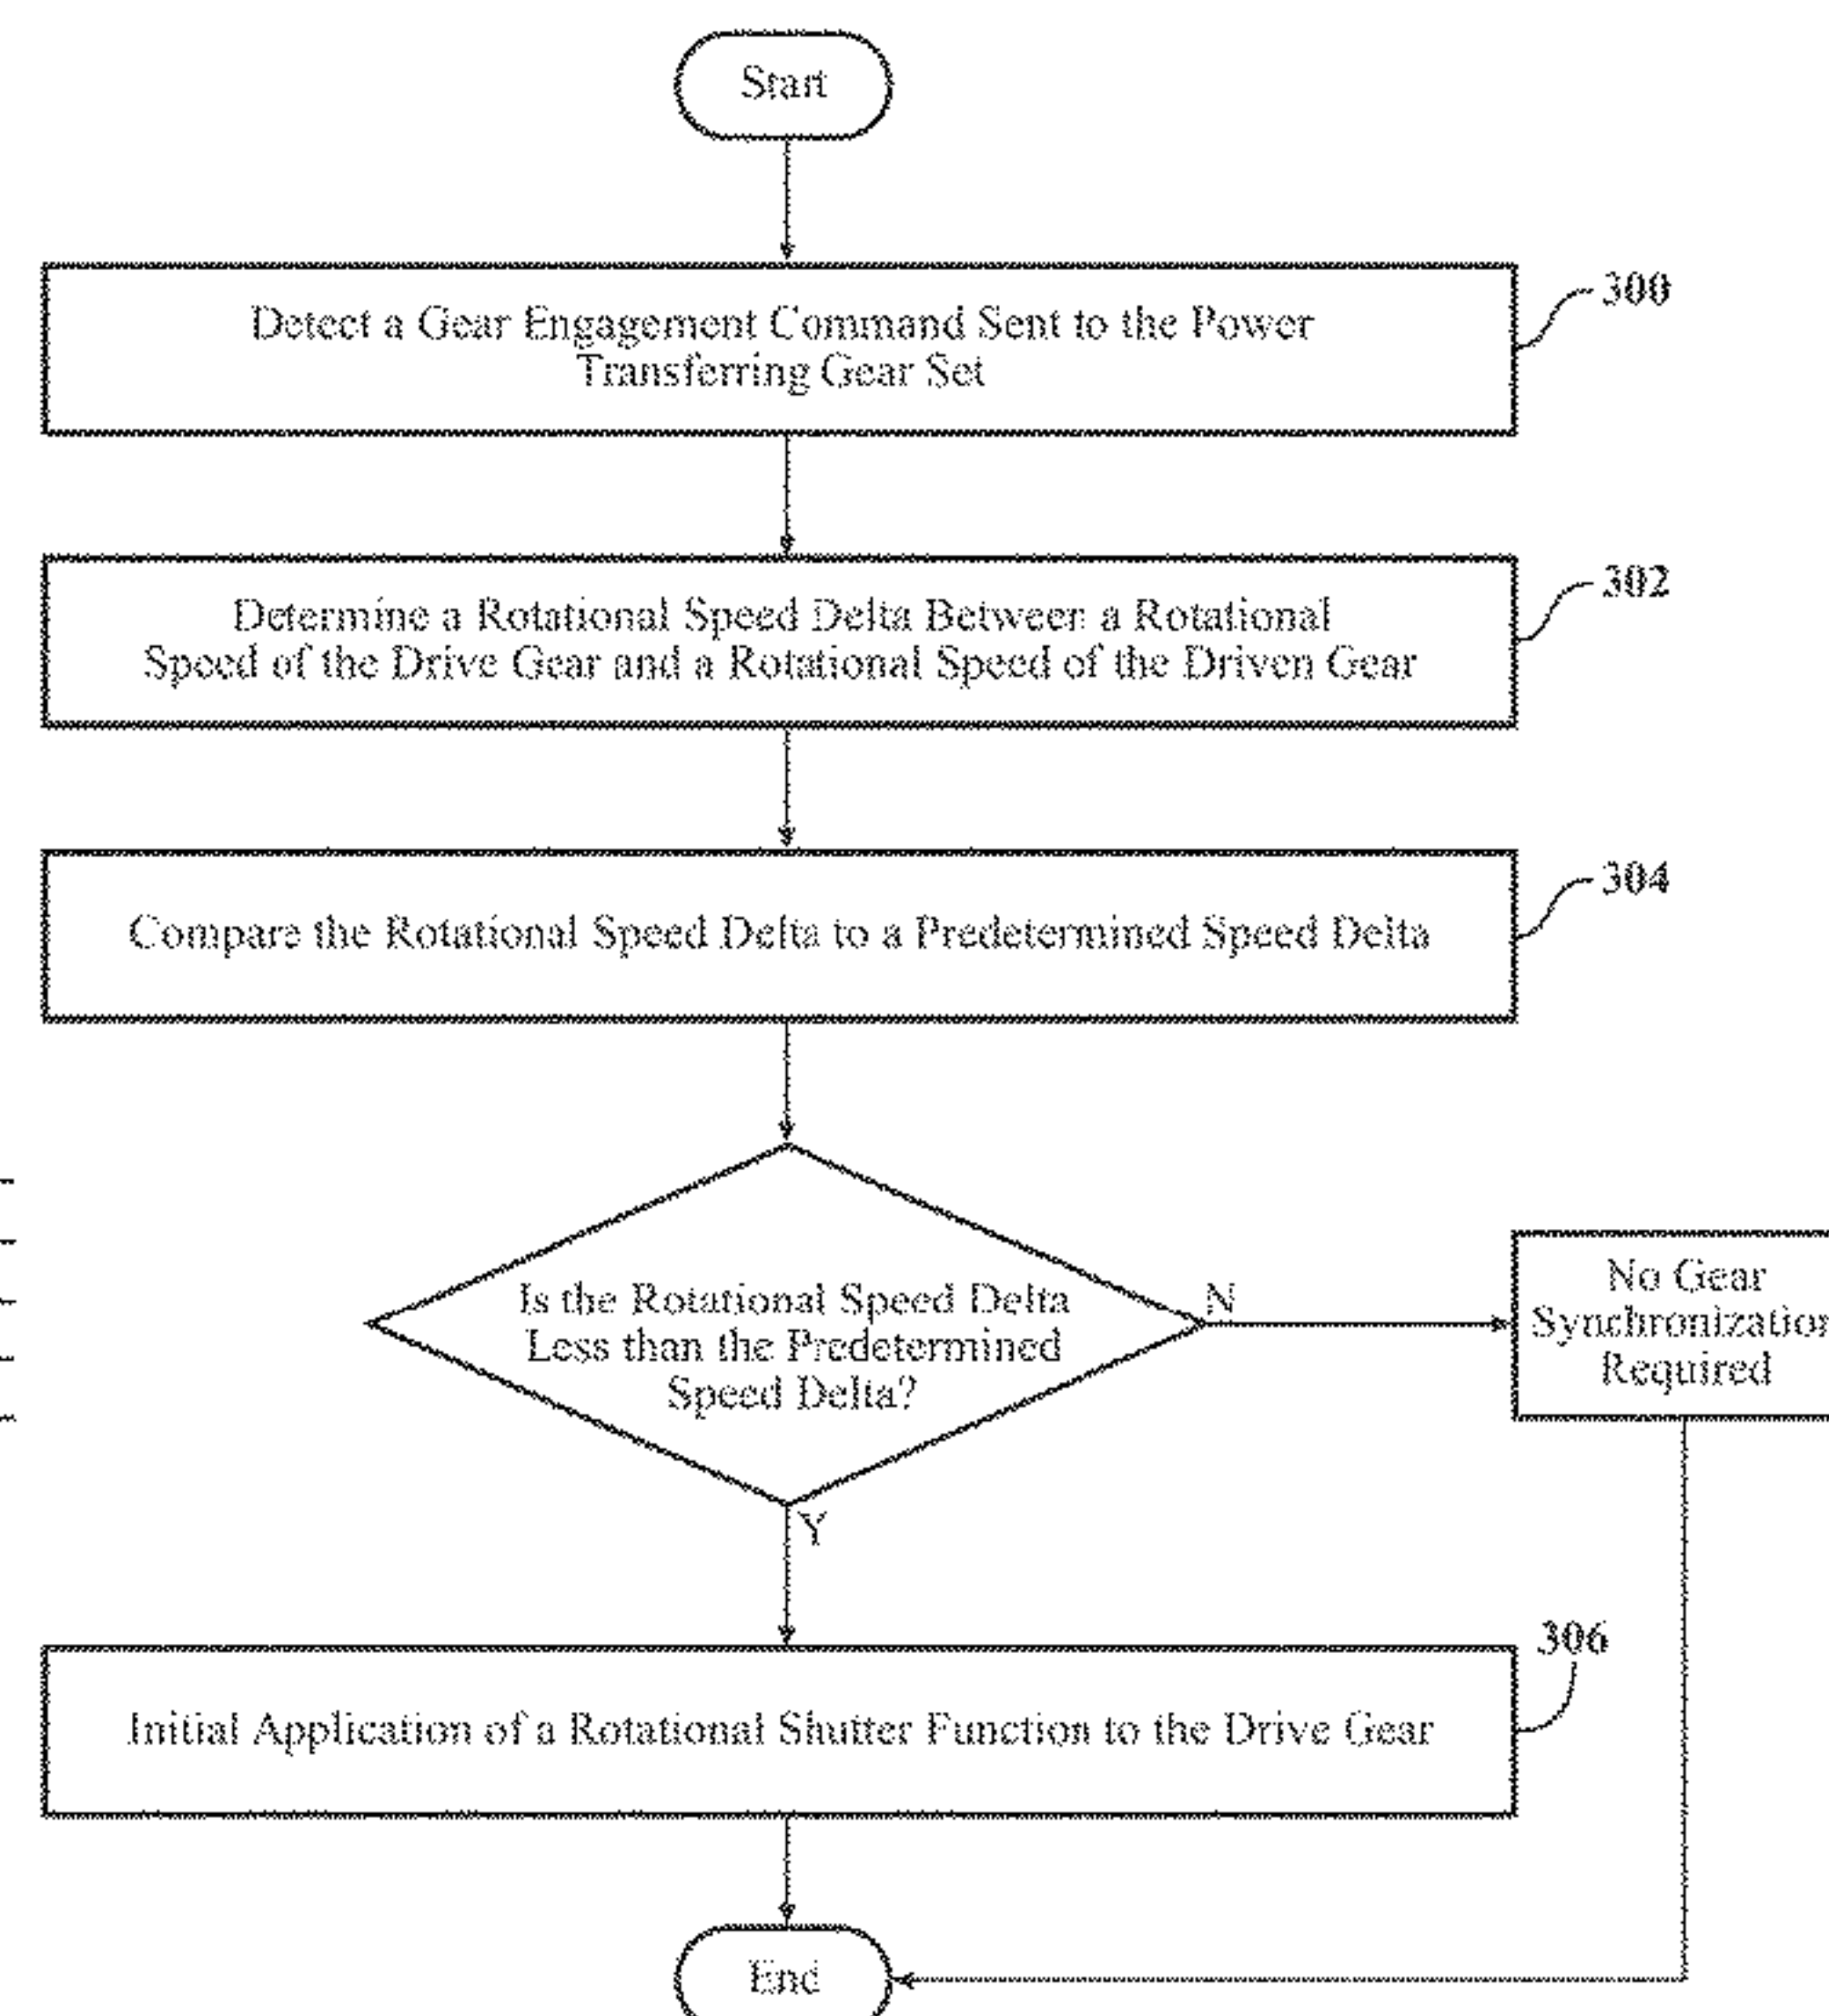 Start
Detect a Gear Engagement Command Sent to the Power
Transferring Gear Set
300
Determine a Rotational Speed Delta Between a Rotational
Speed of the Drive Gear and a Rotational Speed of the Driven Gear
302
Compare the Rotational Speed Delta to a Predetermined Speed Delta
304
Is the Rotational Speed Delta
Less than the Predetermined
Speed Delta?
N
No Gear
Synchronization
Required
Y
Initial Application of a Rotational Shutter Function to the Drive Gear
306
End